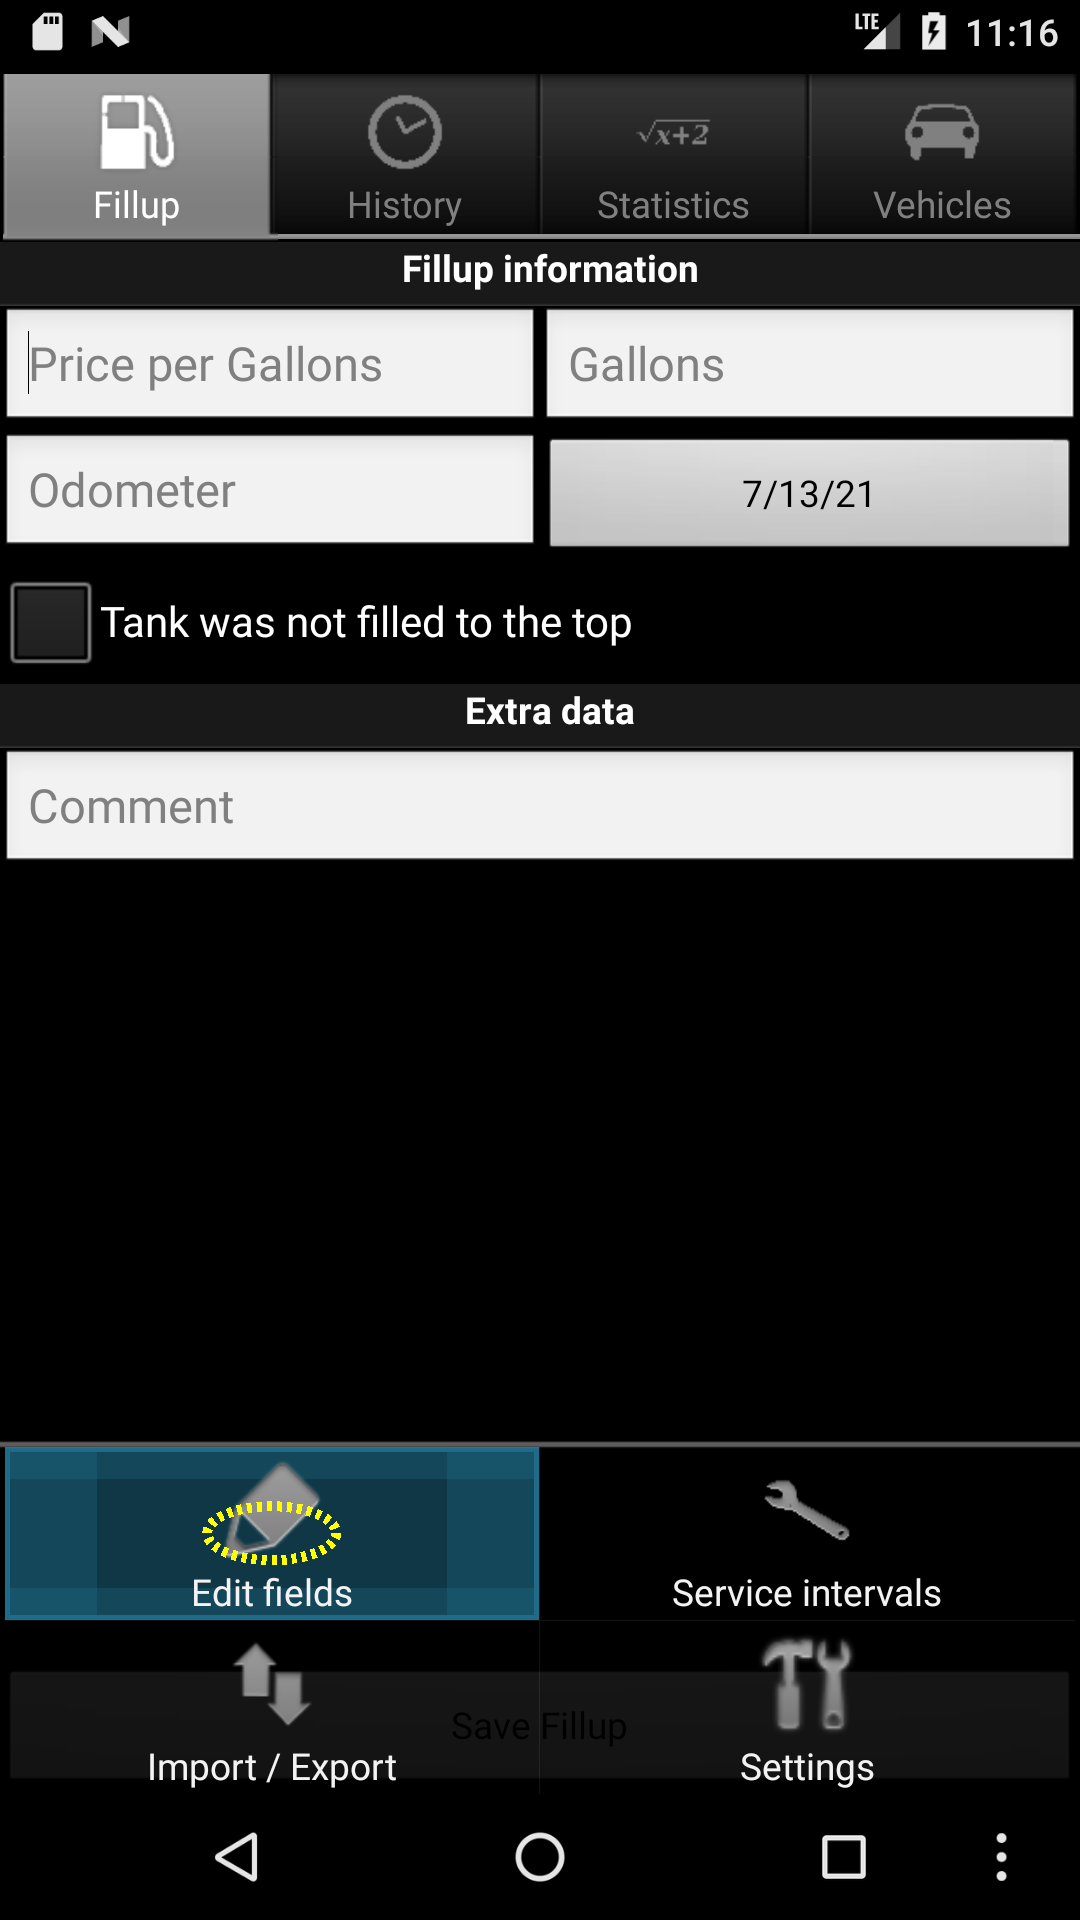 LTE 11:16
Fillup History √x+2 Statistics Vehicles
Fillup information
Price per Gallons Gallons
Odometer 7/13/21
Tank was not filled to the top
Extra data
Comment
Edit fields Service intervals
Save Fillup
Import / Export Settings